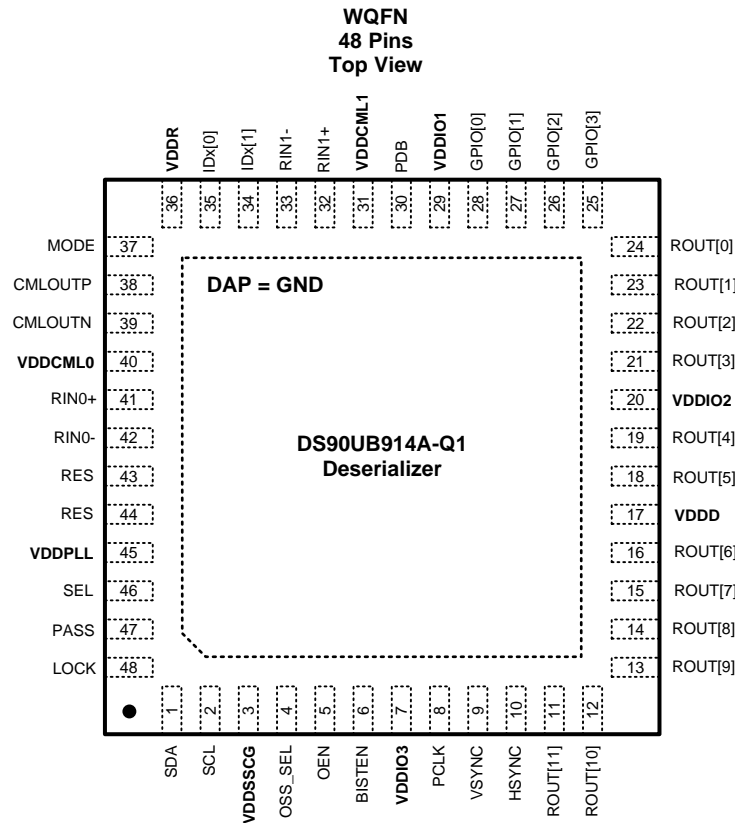 WQFN
48 Pins
Top View
VDDR
IDx[0]
IDx[1]
RIN1-
RIN1+
VDDCML1
PDB
VDDIO1
GPIO[0]
GPIO[1]
GPIO[2]
GPIO[3]
36
35
34
33
32
31
30
29
28
27
26
25
MODE 37
CMLOUTP 38
CMLOUTN 39
VDDCML0 40
RIN0+ 41
RIN0- 42
RES 43
RES 44
VDDPLL 45
SEL 46
PASS 47
LOCK 48
DAP = GND
DS90UB914A-Q1
Deserializer
24 ROUT[0]
23 ROUT[1]
22 ROUT[2]
21 ROUT[3]
20 VDDIO2
19 ROUT[4]
18 ROUT[5]
17 VDDD
16 ROUT[6]
15 ROUT[7]
14 ROUT[8]
13 ROUT[9]
1
2
3
4
5
6
7
8
9
10
11
12
SDA
SCL
VDDSSCG
OSS_SEL
OEN
BISTEN
VDDIO3
PCLK
VSYNC
HSYNC
ROUT[11]
ROUT[10]